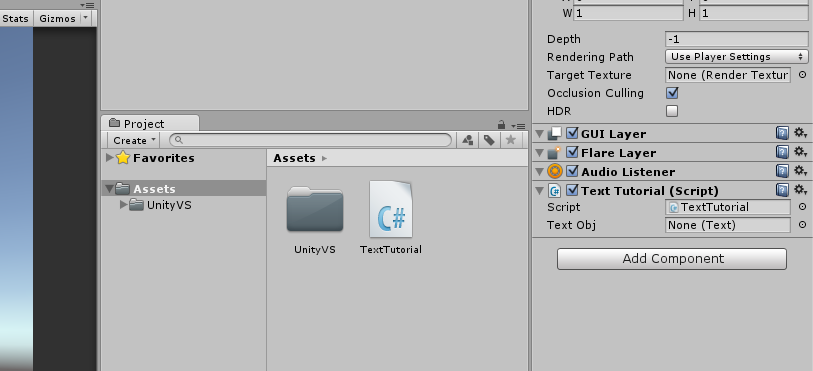 Stats Gizmos
Project
Create
Favorites
Assets
UnityVS
Assets
UnityVS
TextTutorial
W 1 H 1
Depth -1
Rendering Path Use Player Settings
Target Texture None (Render Textur
Occlusion Culling
HDR
GUI Layer
Flare Layer
Audio Listener
C# Text Tutorial (Script)
Script TextTutorial
Text Obj None (Text)
Add Component
C#